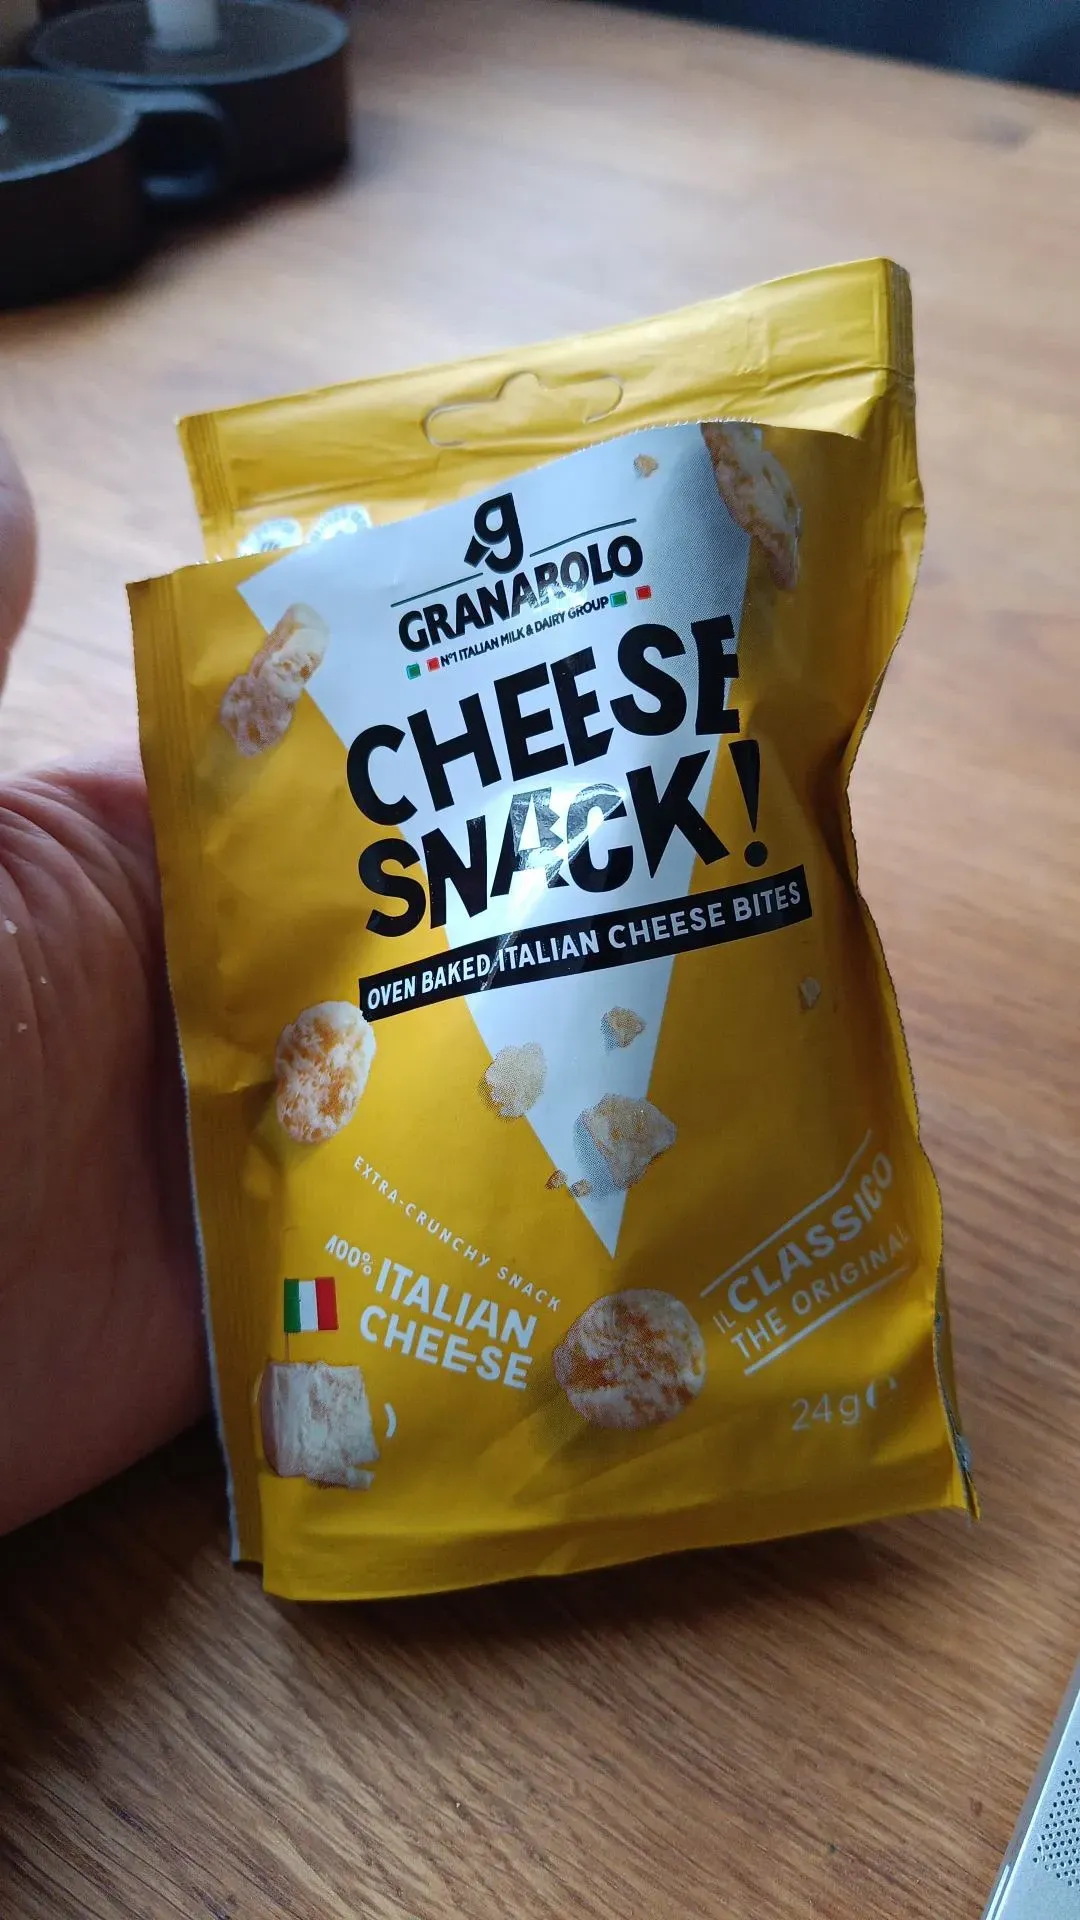 g
GRANAROLO
N°1 ITALIAN MILK & DAIRY GROUP
CHEESE
SNACK!
OVEN BAKED ITALIAN CHEESE BITES
EXTRA-CRUNCHY SNACK
100% ITALIAN
CHEESE
IL CLASSICO
THE ORIGINAL
24g e